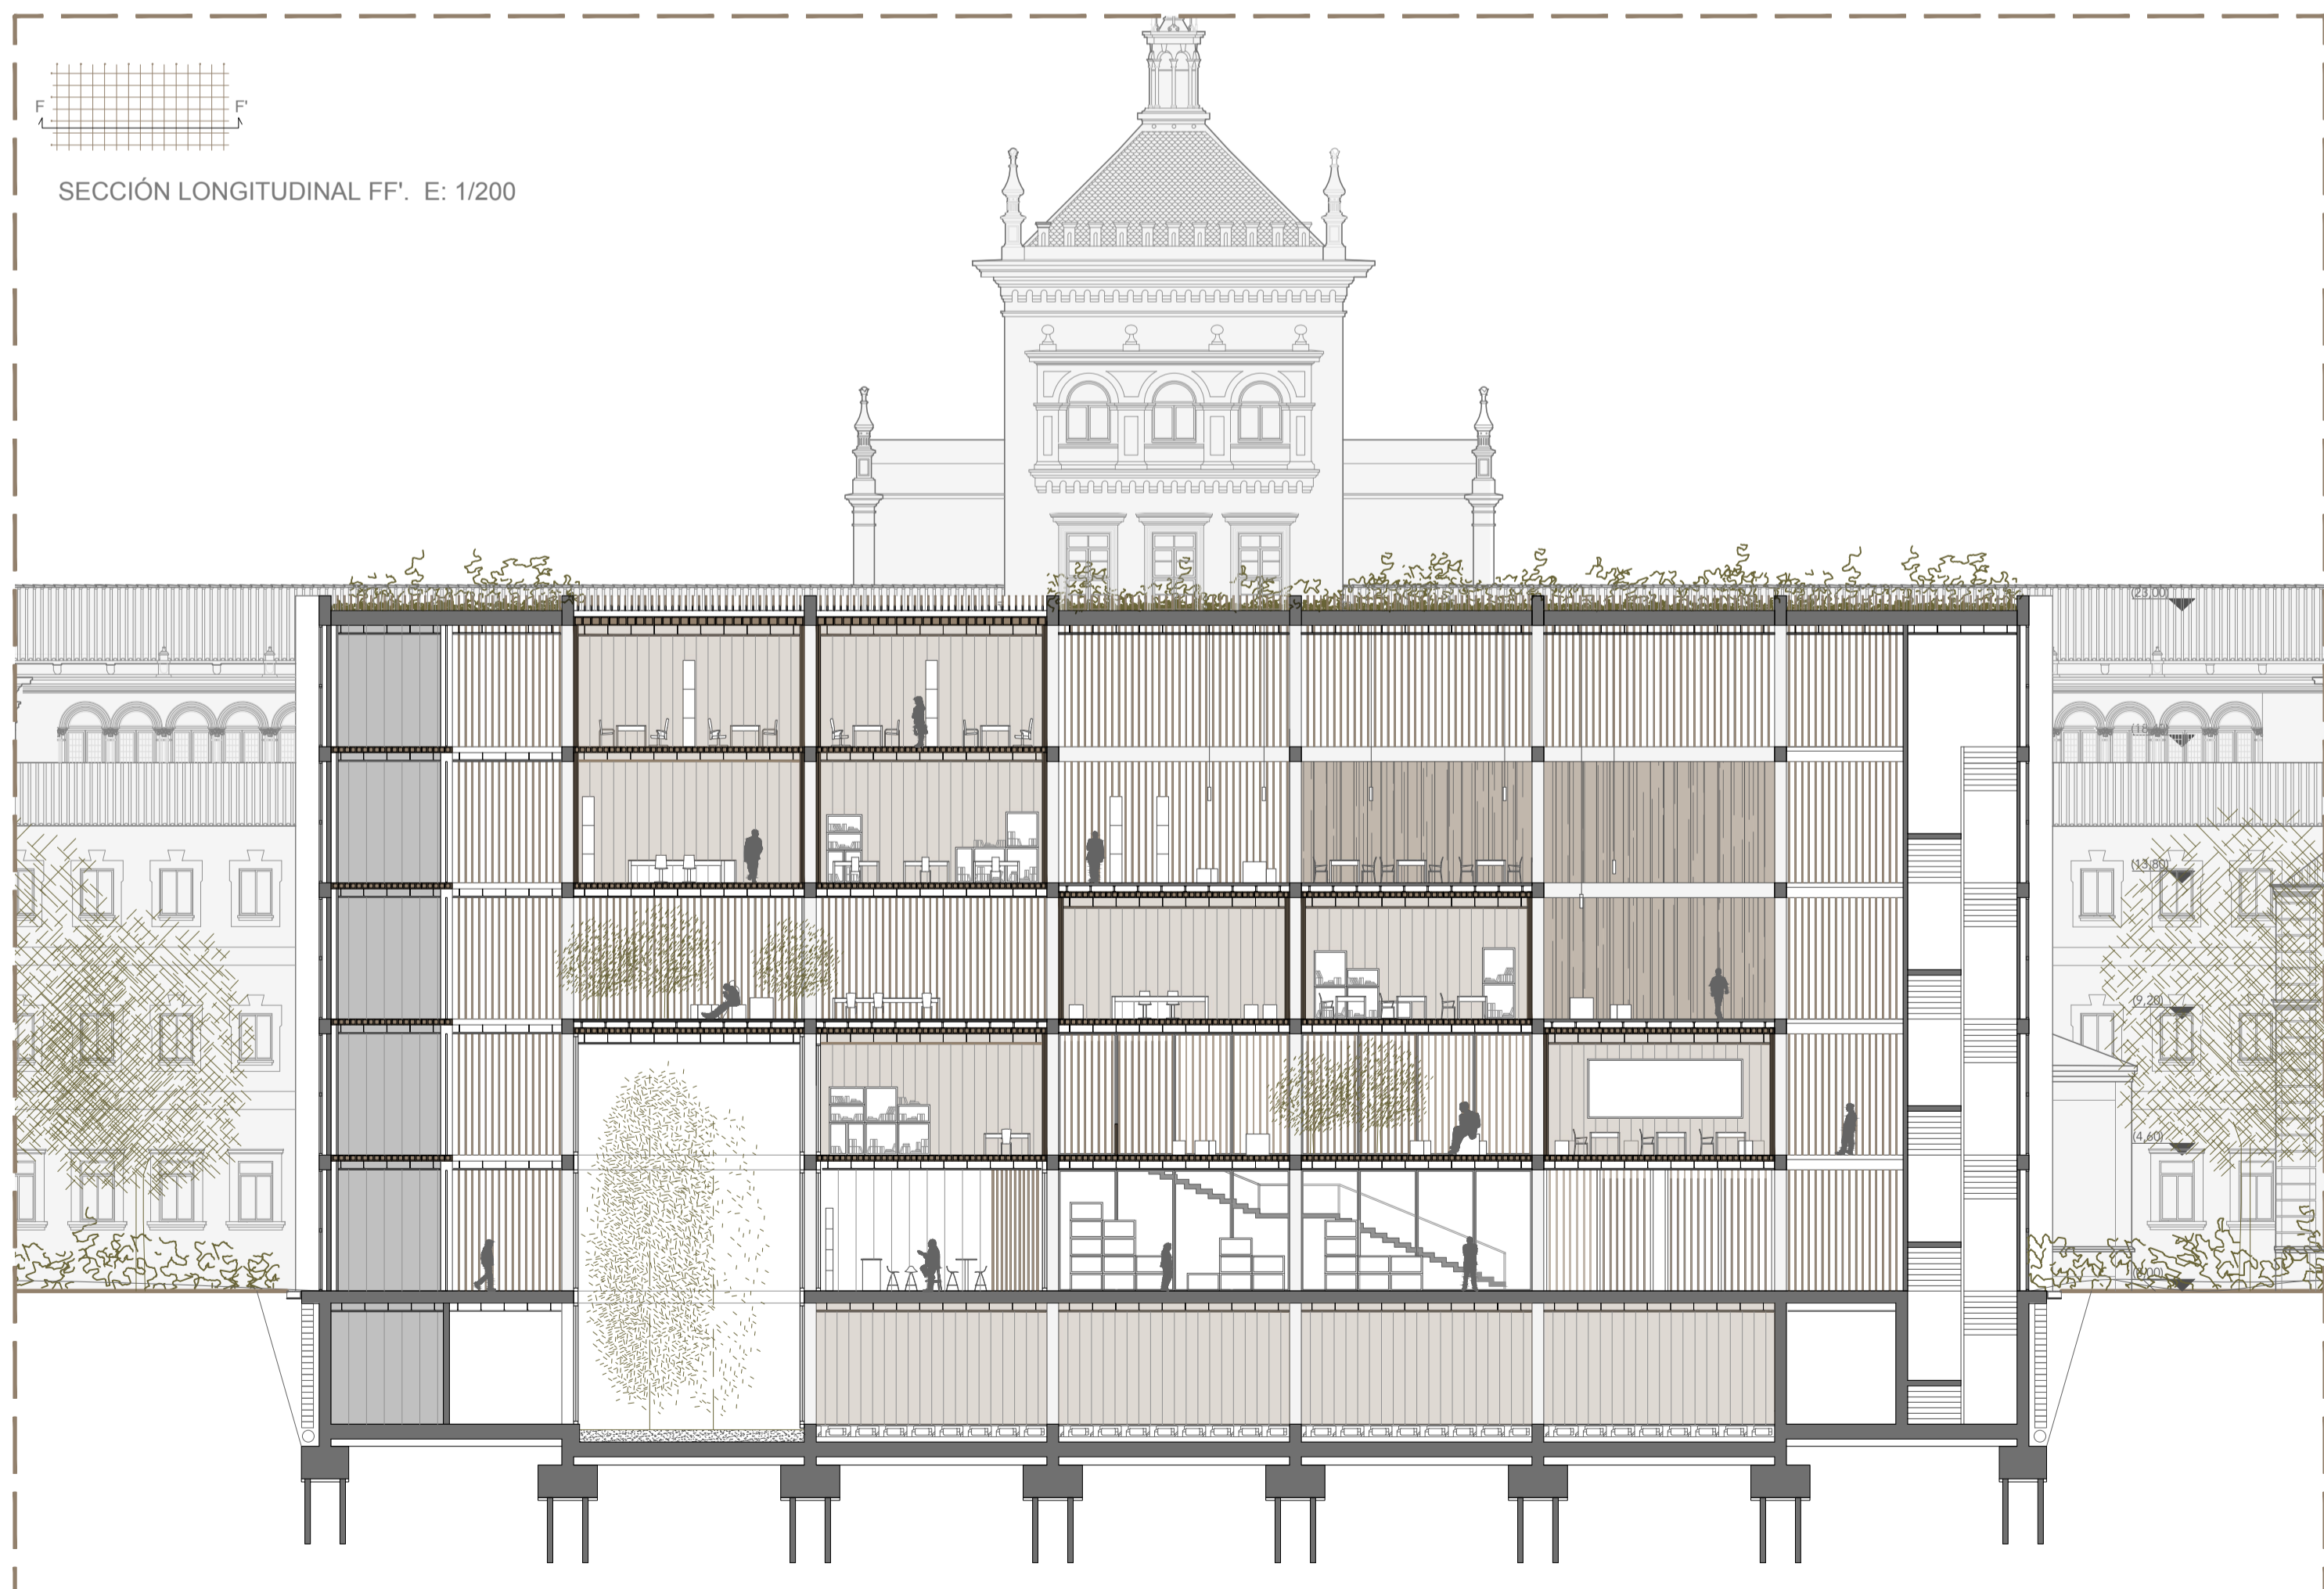 F F'
SECCIÓN LONGITUDINAL FF'. E: 1/200
(23,00)
(13,80)
(9,20)
(4,60)